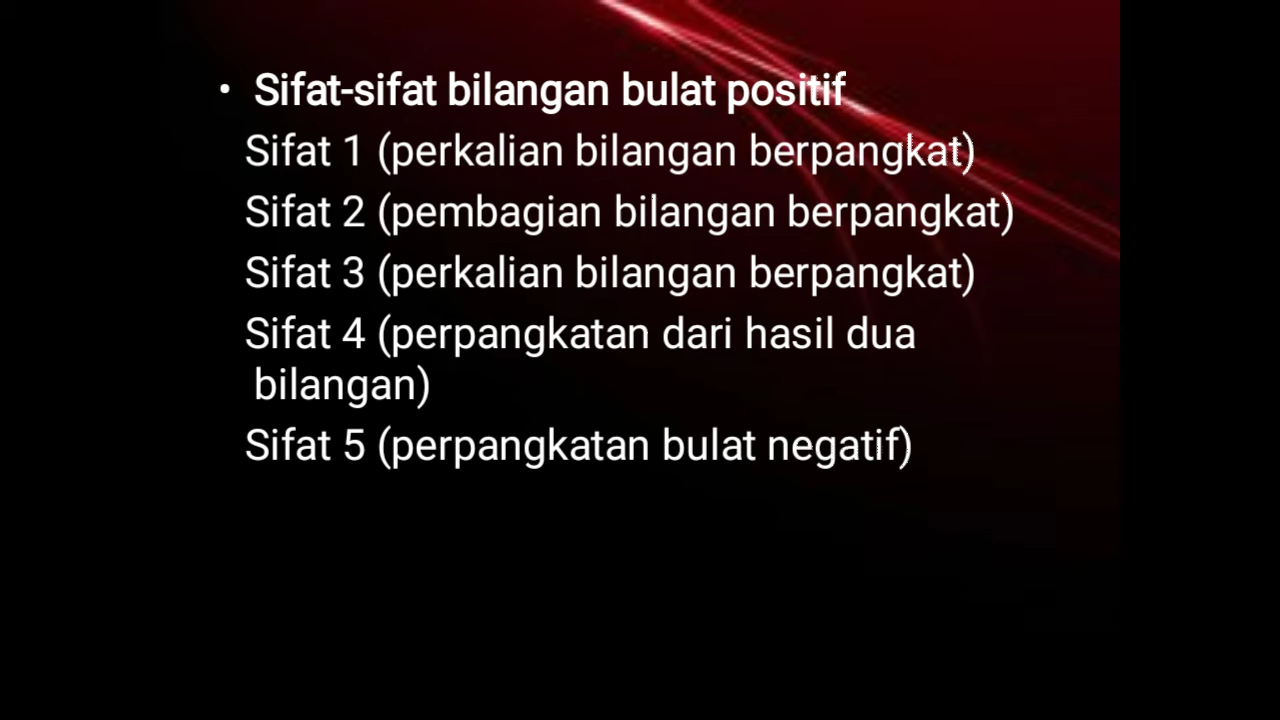 • Sifat-sifat bilangan bulat positif
Sifat 1 (perkalian bilangan berpangkat)
Sifat 2 (pembagian bilangan berpangkat)
Sifat 3 (perkalian bilangan berpangkat)
Sifat 4 (perpangkatan dari hasil dua
bilangan)
Sifat 5 (perpangkatan bulat negatif)